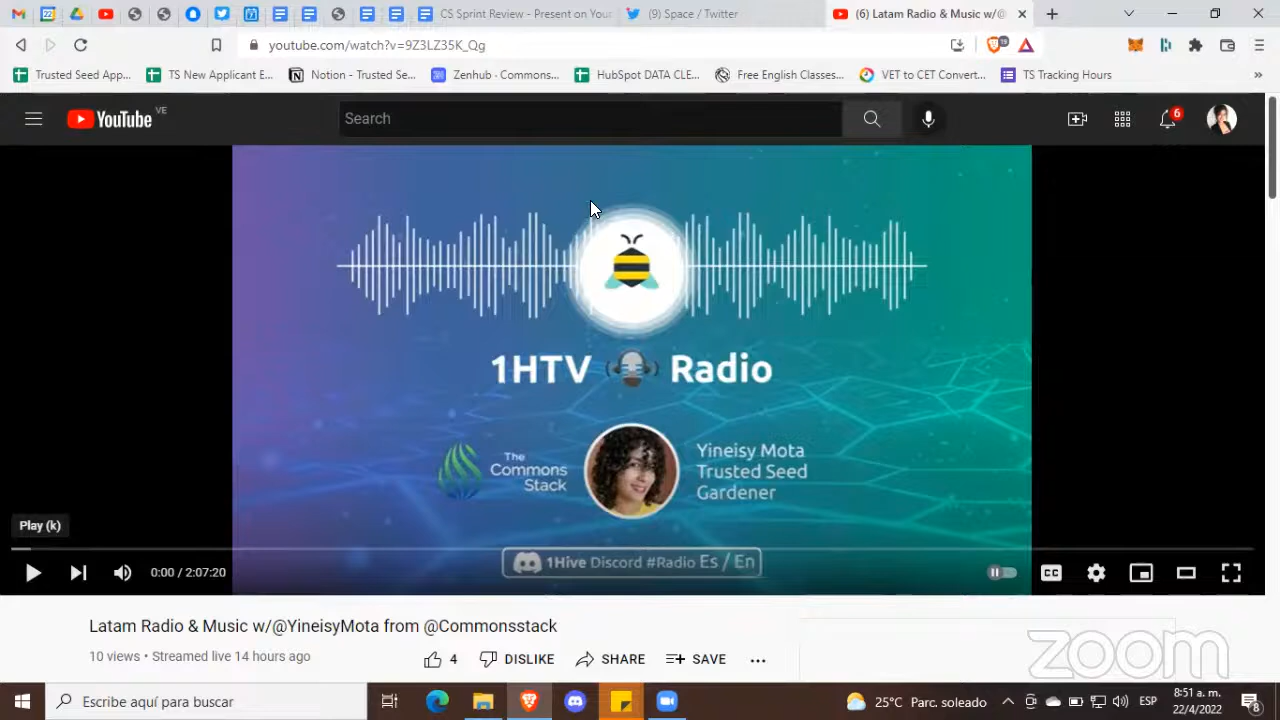 CS Sprint Review - Present on You
(9) Space / Twitter
(6) Latam Radio & Music w/@
youtube.com/watch?v=9Z3LZ35K_Qg
19
Trusted Seed App...
TS New Applicant E...
Notion - Trusted Se...
Zenhub · Commons...
HubSpot DATA CLE...
Free English Classes...
VET to CET Convert...
TS Tracking Hours
»
YouTube VE
Search
6
1HTV Radio
The
Commons
Stack
Yineisy Mota
Trusted Seed
Gardener
1Hive Discord #Radio Es / En
Play (k)
0:00 / 2:07:20
CC
Latam Radio & Music w/@YineisyMota from @Commonsstack
10 views • Streamed live 14 hours ago
4
DISLIKE
SHARE
SAVE
zoom
Escribe aquí para buscar
25°C Parc. soleado
ESP
8:51 a. m.
22/4/2022
8